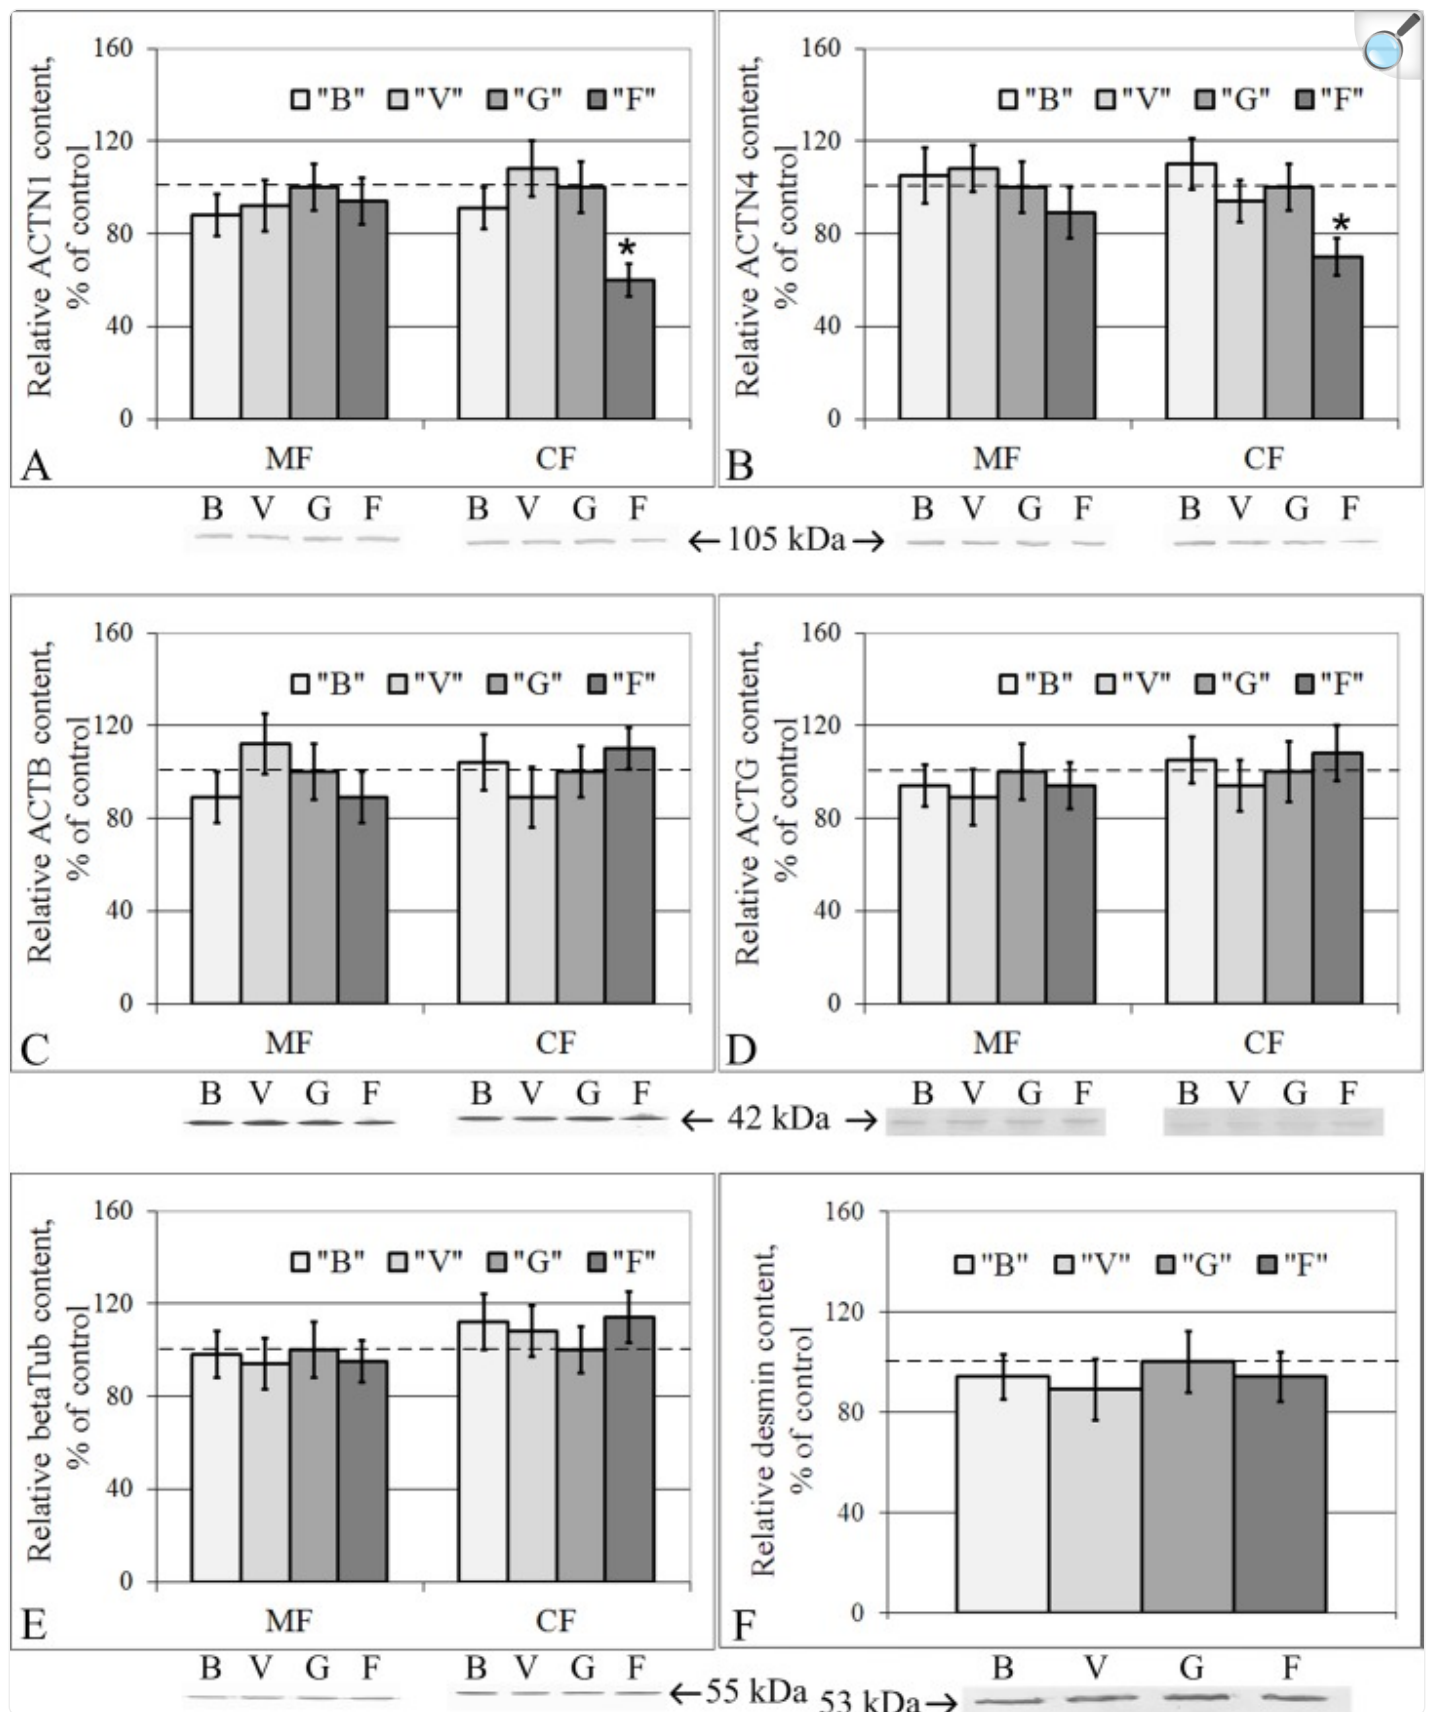 Relative ACTN1 content,
% of control
160
120
80
40
0
"B" "V" "G" "F"
*
MF CF
A
Relative ACTN4 content,
% of control
160
120
80
40
0
"B" "V" "G" "F"
*
MF CF
B
B V G F B V G F
←105 kDa→
B V G F B V G F
Relative ACTB content,
% of control
160
120
80
40
0
"B" "V" "G" "F"
MF CF
C
Relative ACTG content,
% of control
160
120
80
40
0
"B" "V" "G" "F"
MF CF
D
B V G F B V G F
← 42 kDa →
B V G F B V G F
Relative betaTub content,
% of control
160
120
80
40
0
"B" "V" "G" "F"
MF CF
E
Relative desmin content,
% of control
160
120
80
40
0
"B" "V" "G" "F"
F
B V G F B V G F
←55 kDa
53 kDa→
B V G F